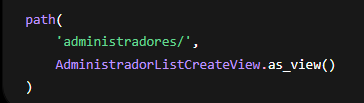 path(
    'administradores/',
    AdministradorListCreateView.as_view()
)